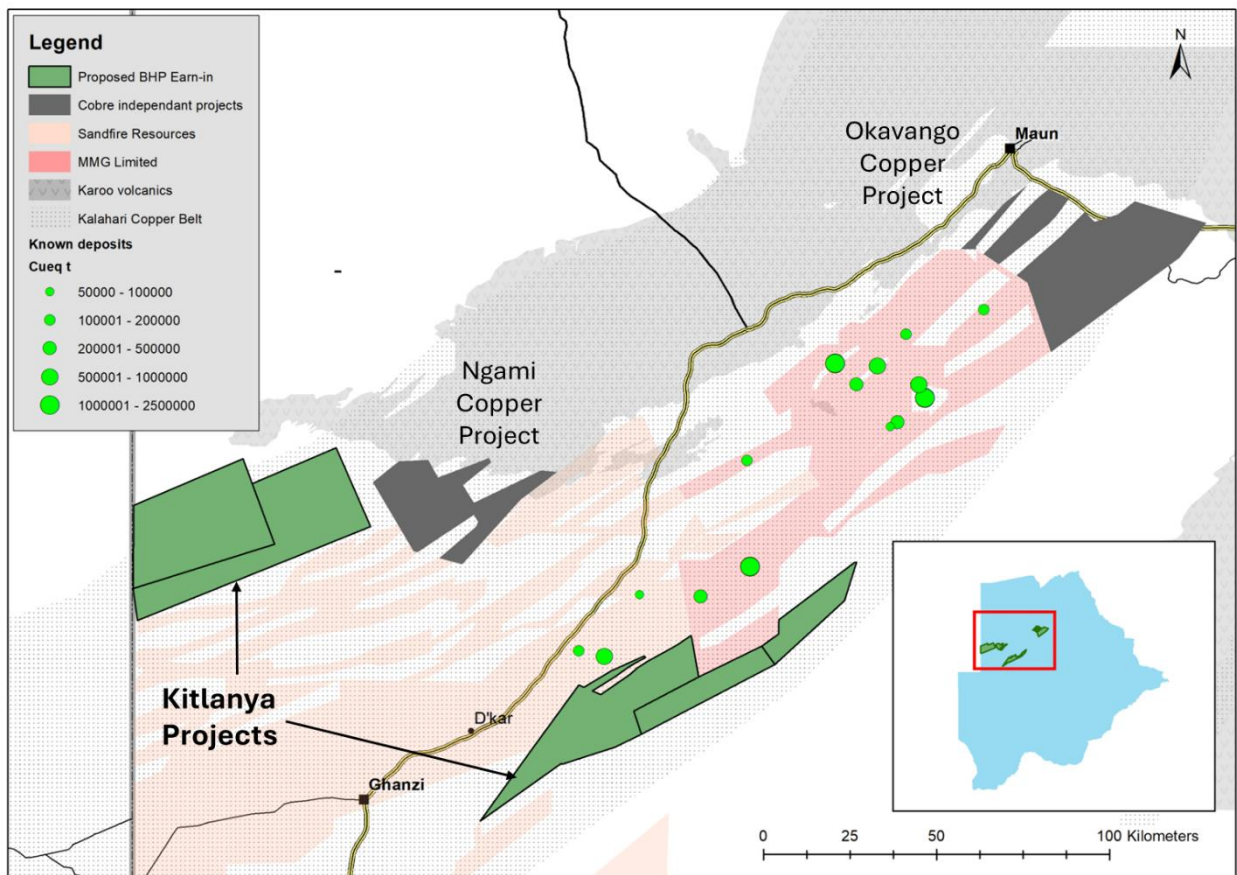 Legend
Proposed BHP Earn-in
Cobre independant projects
Sandfire Resources
MMG Limited
Karoo volcanics
Kalahari Copper Belt
Known deposits
Cueq t
50000 - 100000
100001 - 200000
200001 - 500000
500001 - 1000000
1000001 - 2500000
N
Okavango
Copper
Project
Maun
Ngami
Copper
Project
Kitlanya
Projects
D'kar
Ghanzi
0 25 50 100 Kilometers